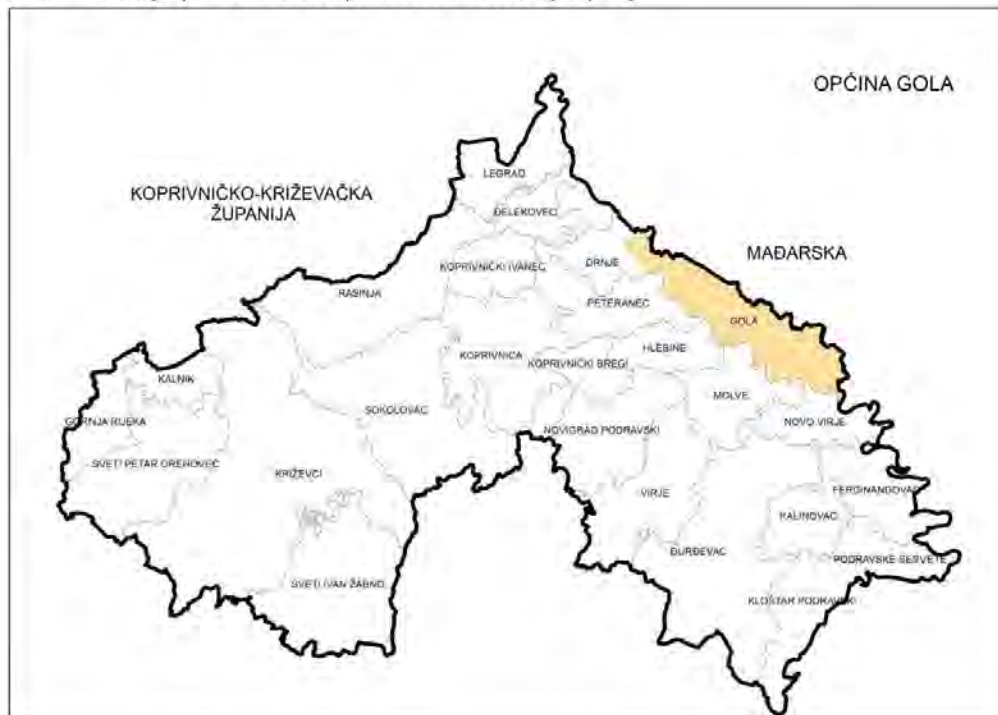 OPĆINA GOLA
KOPRIVNIČKO-KRIŽEVAČKA
ŽUPANIJA
MAĐARSKA
LEGRAD
ĐELEKOVEC
DRNJE
KOPRIVNIČKI IVANEC
RASINJA
PETERANEC
GOLA
HLEBINE
KOPRIVNICA
KOPRIVNIČKI BREGI
KALNIK
MOLVE
SOKOLOVAC
GORNJA RIJEKA
NOVO VIRJE
NOVIGRAD PODRAVSKI
SVETI PETAR OREHOVEC
KRIŽEVCI
FERDINANDOVAC
VIRJE
KALINOVAC
ĐURĐEVAC
PODRAVSKE SESVETE
SVETI IVAN ŽABNO
KLOŠTAR PODRAVSKI